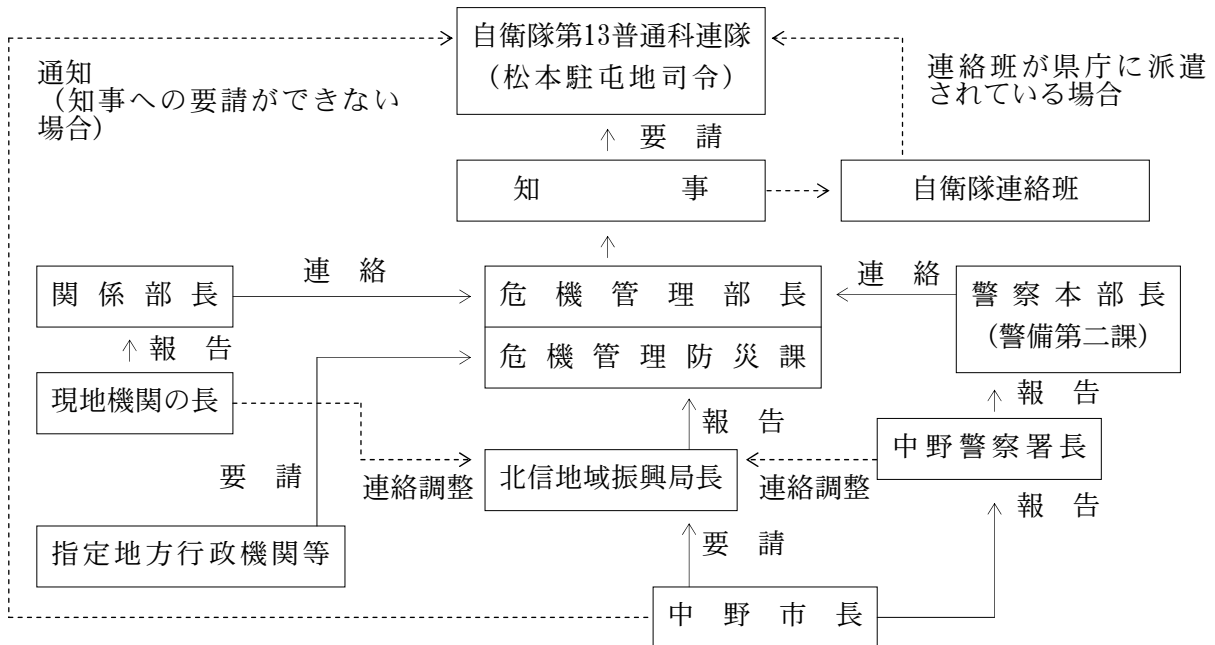 自衛隊第13普通科連隊
(松本駐屯地司令)
通知
(知事への要請ができない
場合)
連絡班が県庁に派遣
されている場合
要　請
知　　　　事
自衛隊連絡班
関係部長
連　絡
危機管理部長
連　絡
警察本部長
(警備第二課)
報　告
危機管理防災課
現地機関の長
報　告
報　告
中野警察署長
要　請
連絡調整
北信地域振興局長
連絡調整
報　告
指定地方行政機関等
要　請
中　野　市　長